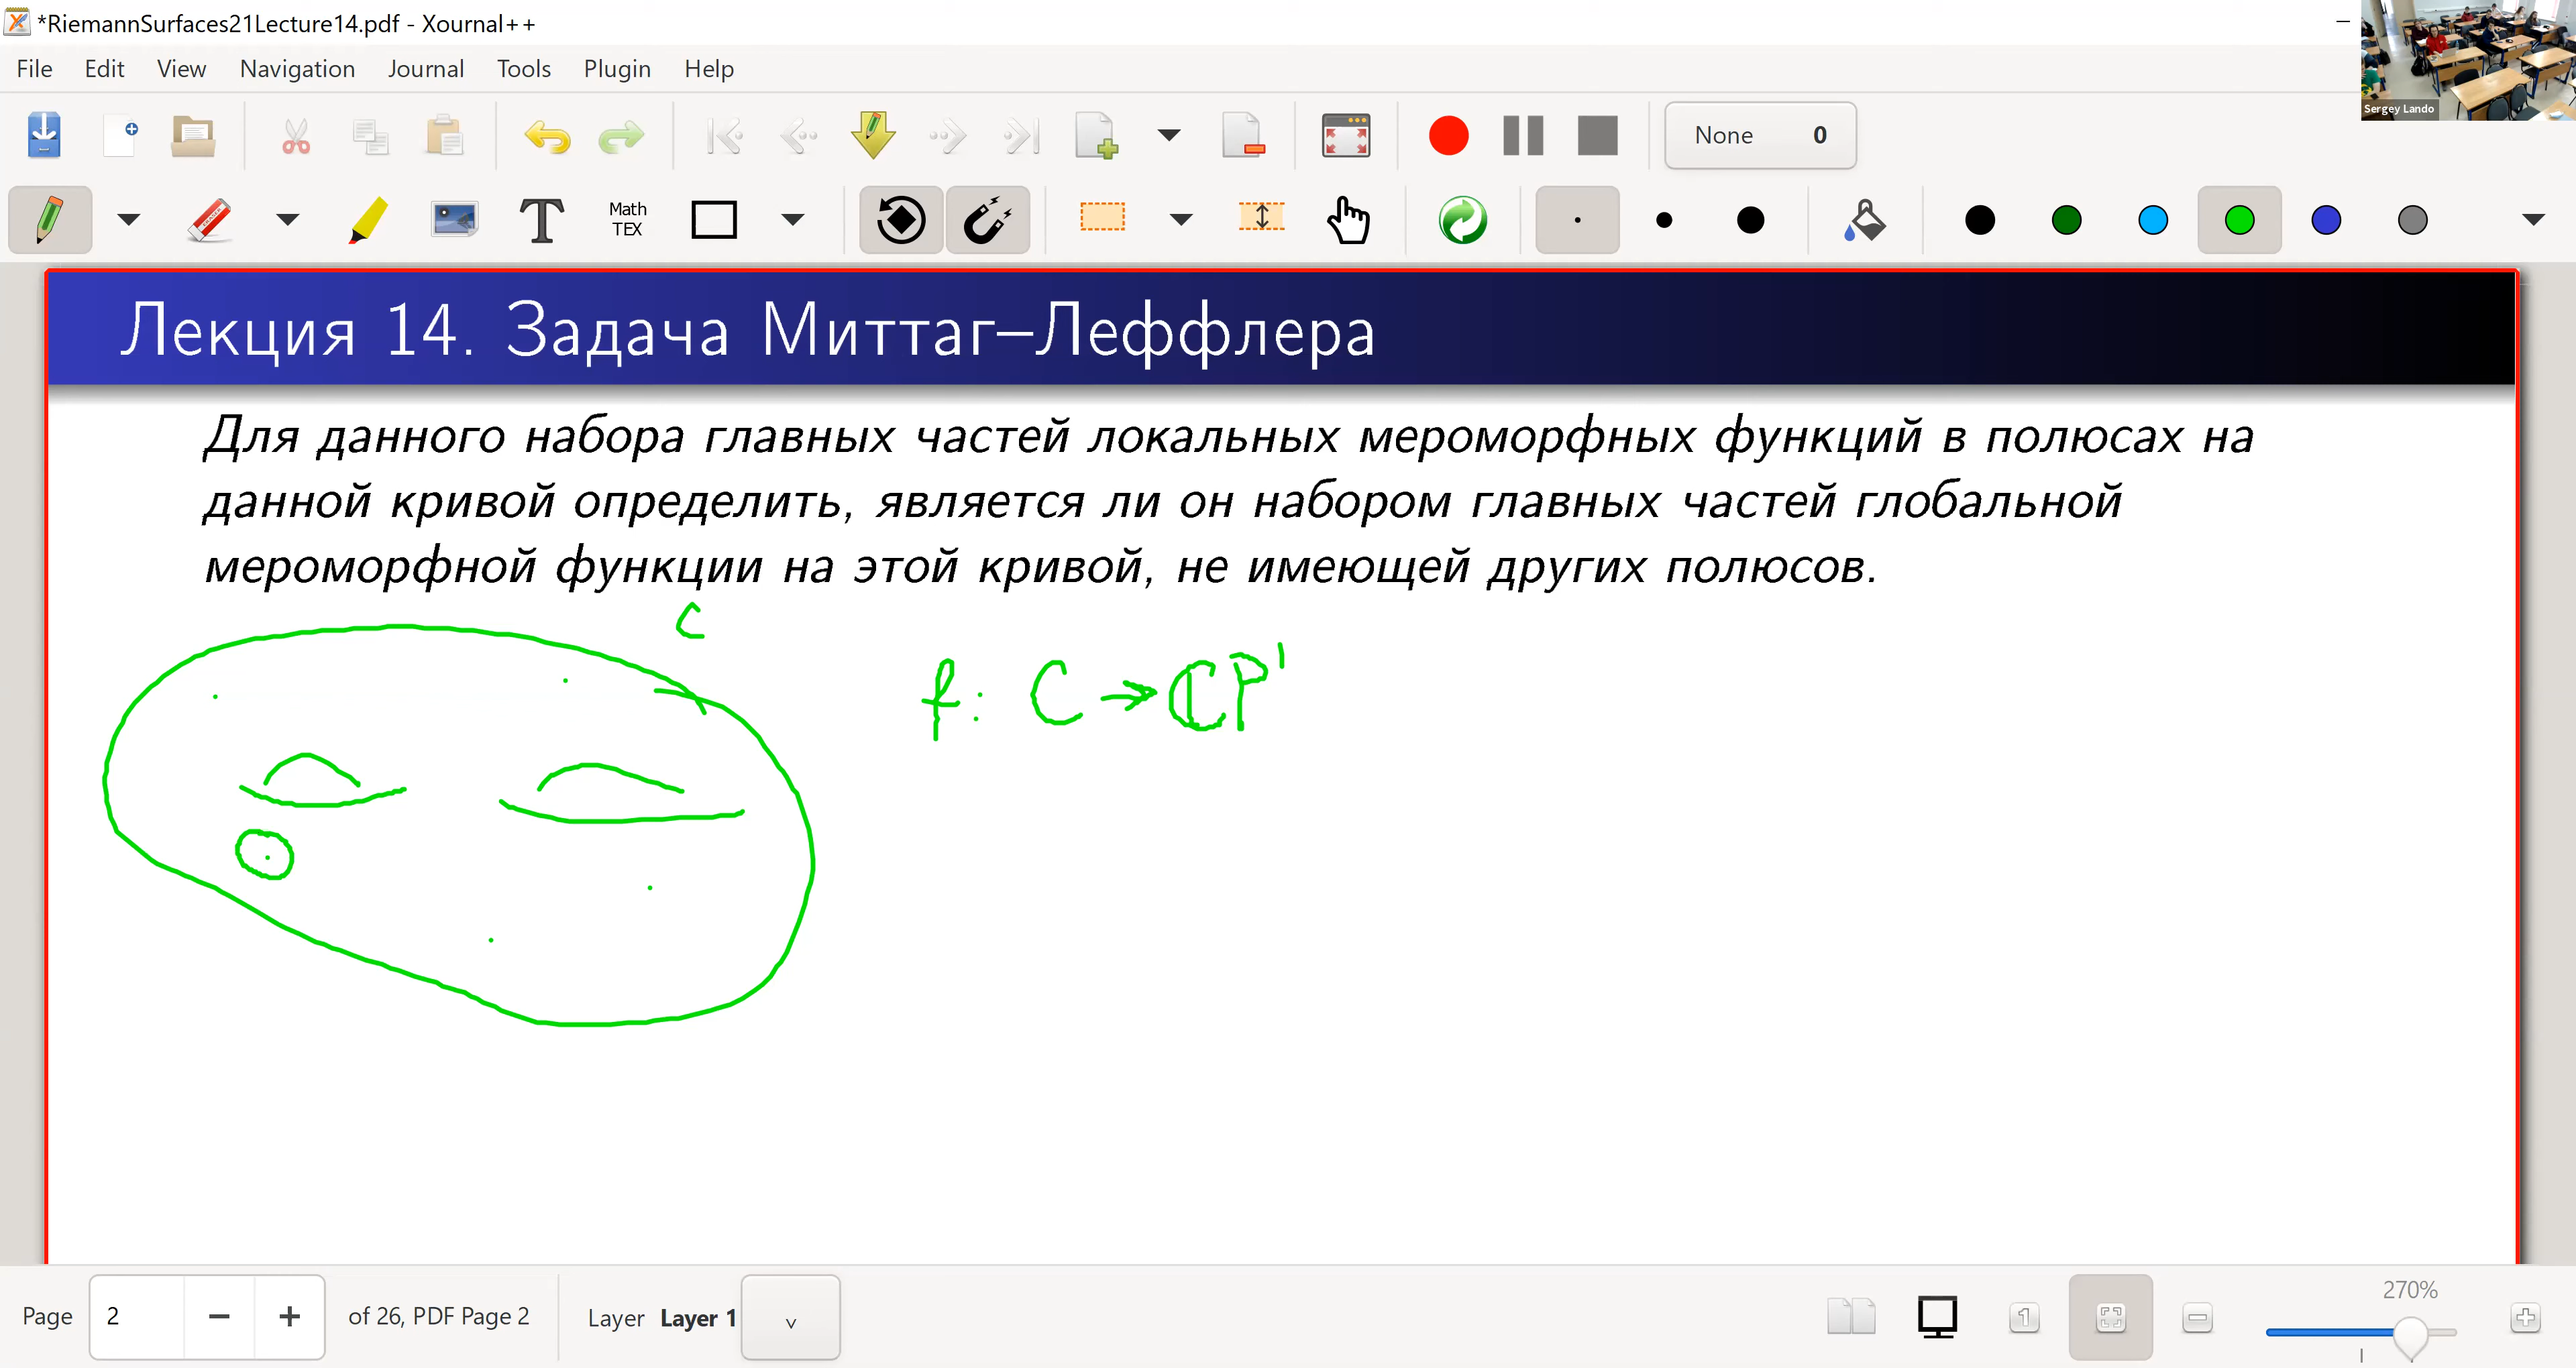 *RiemannSurfaces21Lecture14.pdf - Xournal++
Sergey Lando
File Edit View Navigation Journal Tools Plugin Help
None 0
Math
TEX
Лекция 14. Задача Миттаг–Леффлера
Для данного набора главных частей локальных мероморфных функций в полюсах на
данной кривой определить, является ли он набором главных частей глобальной
мероморфной функции на этой кривой, не имеющей других полюсов.
C
f: C → ℂP¹
Page 2 of 26, PDF Page 2 Layer Layer 1
270%